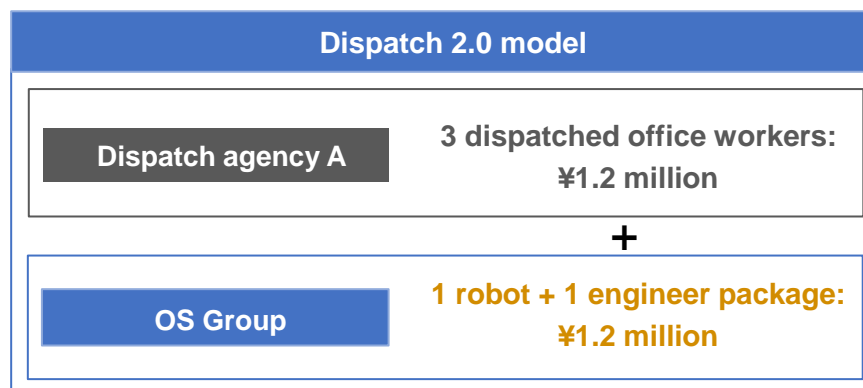 Dispatch 2.0 model
Dispatch agency A
3 dispatched office workers:
¥1.2 million
+
OS Group
1 robot + 1 engineer package:
¥1.2 million